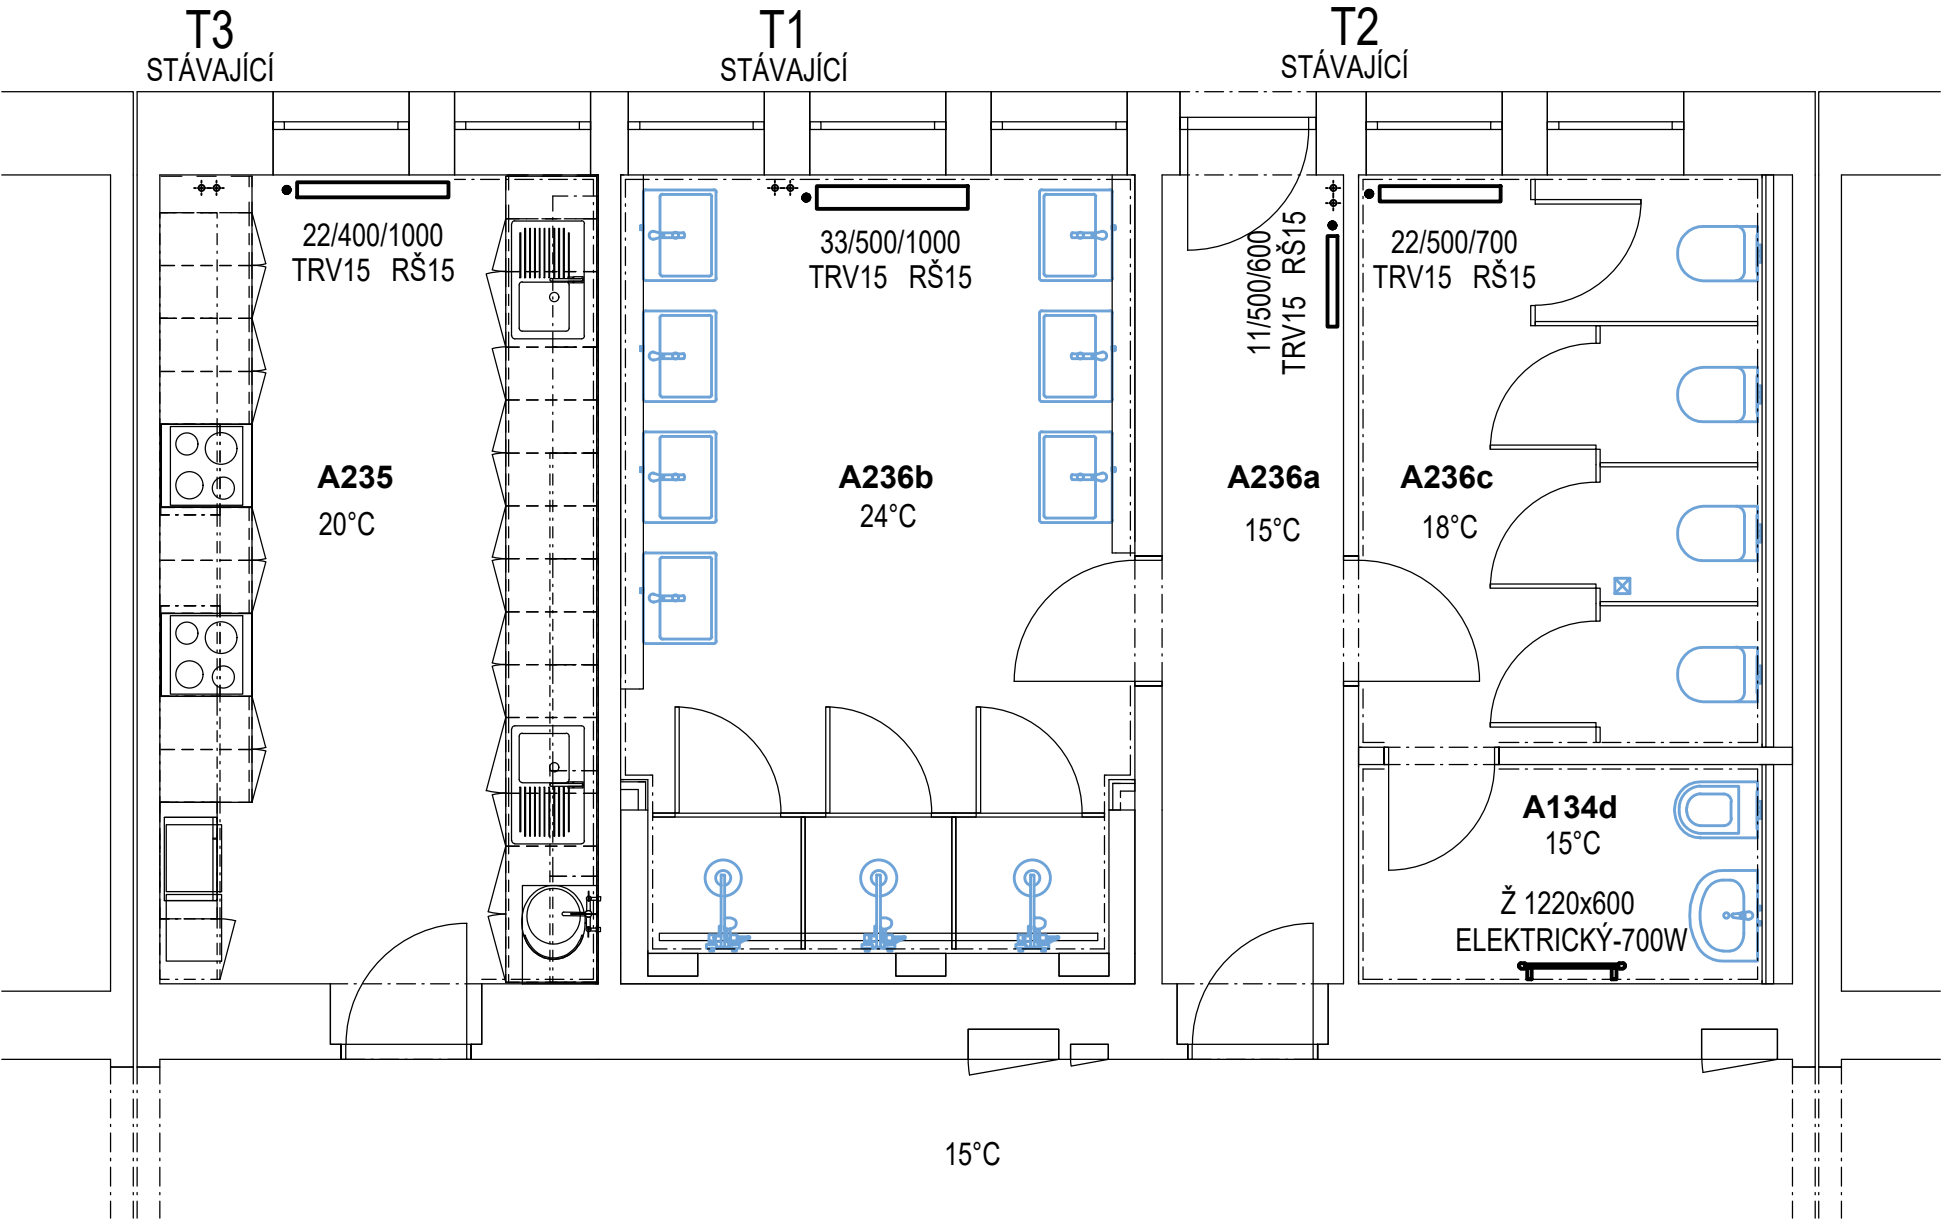 T3
STÁVAJÍCÍ
T1
STÁVAJÍCÍ
T2
STÁVAJÍCÍ
22/400/1000
TRV15 RŠ15
33/500/1000
TRV15 RŠ15
11/500/600
TRV15 RŠ15
22/500/700
TRV15 RŠ15
A235
20°C
A236b
24°C
A236a
15°C
A236c
18°C
A134d
15°C
Ž 1220x600
ELEKTRICKÝ-700W
15°C